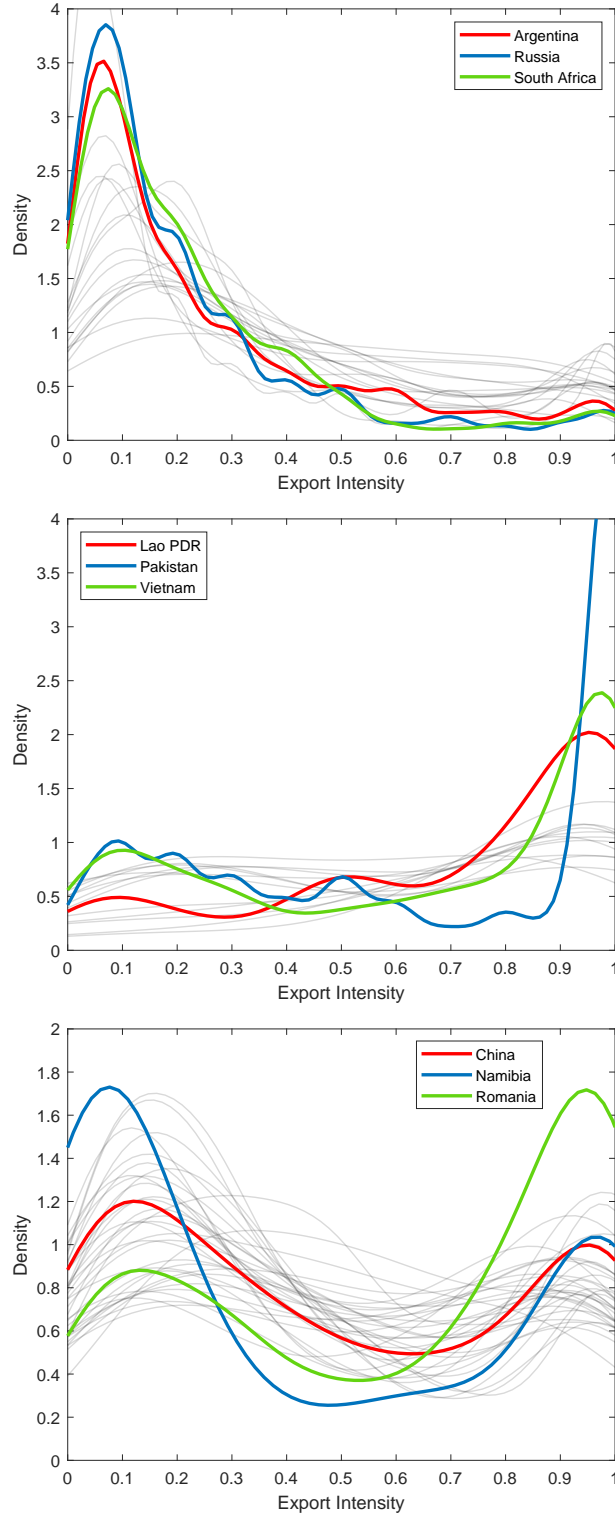 4
3.5
3
2.5
2
1.5
1
0.5
0
Density
Argentina
Russia
South Africa
0 0.1 0.2 0.3 0.4 0.5 0.6 0.7 0.8 0.9 1
Export Intensity
4
3.5
3
2.5
2
1.5
1
0.5
0
Density
Lao PDR
Pakistan
Vietnam
0 0.1 0.2 0.3 0.4 0.5 0.6 0.7 0.8 0.9 1
Export Intensity
2
1.8
1.6
1.4
1.2
1
0.8
0.6
0.4
0.2
0
Density
China
Namibia
Romania
0 0.1 0.2 0.3 0.4 0.5 0.6 0.7 0.8 0.9 1
Export Intensity